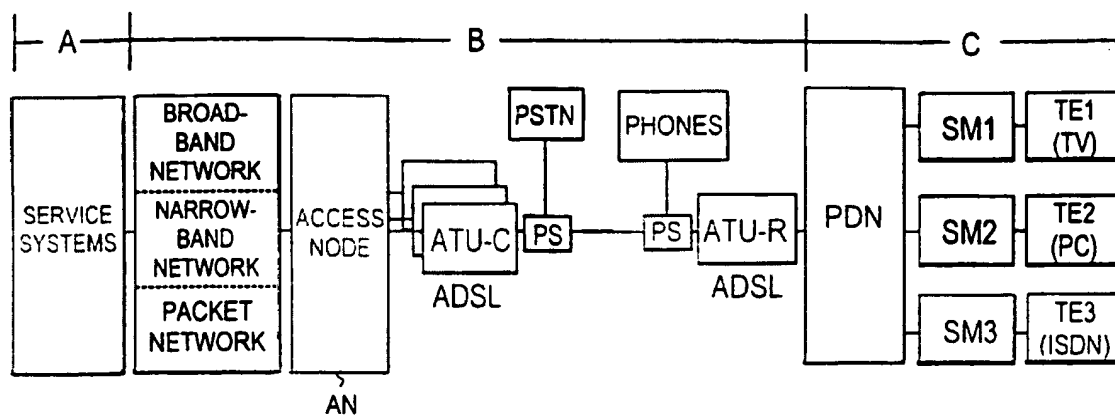 A
B
C
SERVICE
SYSTEMS
BROAD-
BAND
NETWORK
NARROW-
BAND
NETWORK
PACKET
NETWORK
ACCESS
NODE
AN
ATU-C
ADSL
PSTN
PS
PHONES
PS
ATU-R
ADSL
PDN
SM1
TE1
(TV)
SM2
TE2
(PC)
SM3
TE3
(ISDN)